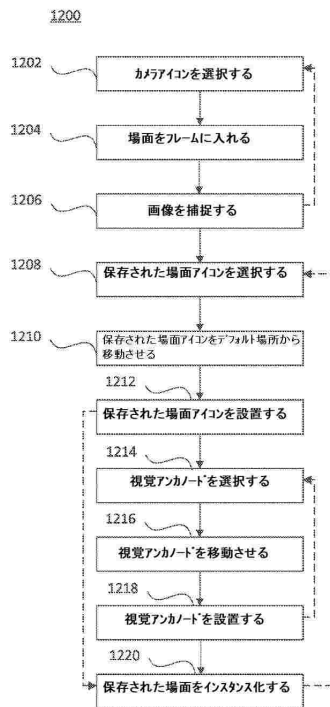 1200
1202
カメラアイコンを選択する
1204
場面をフレームに入れる
1206
画像を捕捉する
1208
保存された場面アイコンを選択する
1210
保存された場面アイコンをデフォルト場所から
移動させる
1212
保存された場面アイコンを設置する
1214
視覚アンカノードを選択する
1216
視覚アンカノードを移動させる
1218
視覚アンカノードを設置する
1220
保存された場面をインスタンス化する